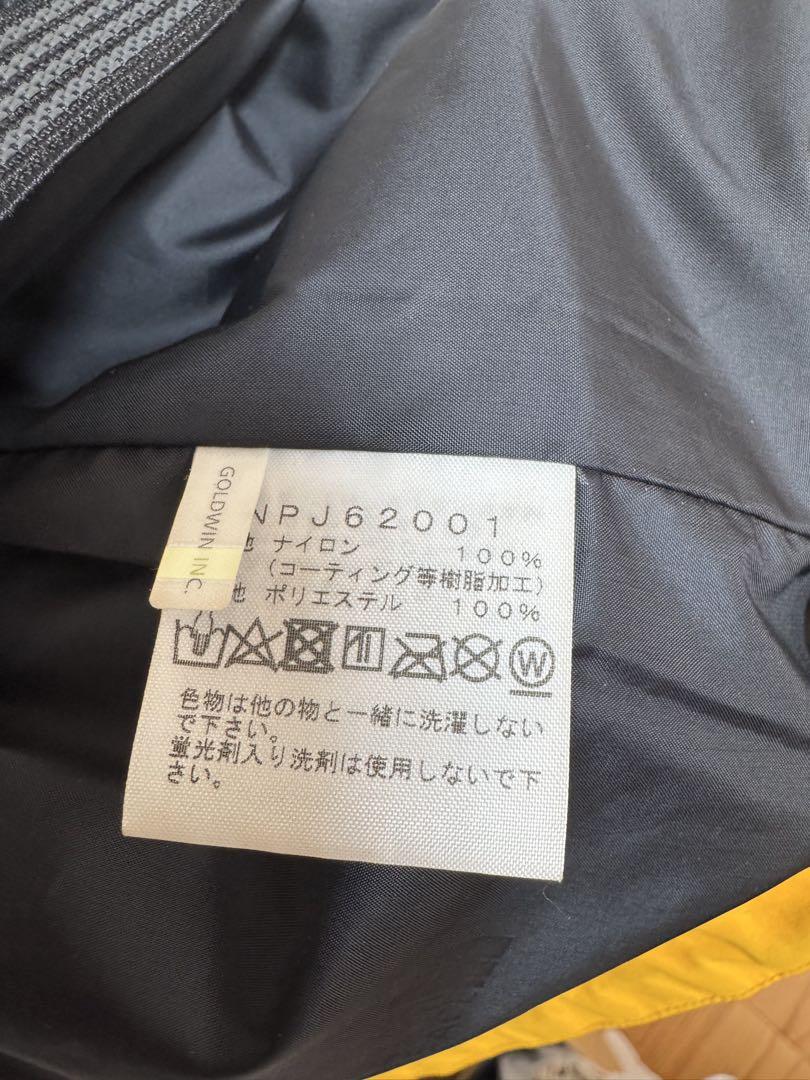 GOLDWIN INC.
NPJ62001
地 ナイロン 100%
(コーティング等樹脂加工)
地 ポリエステル 100%
W
色物は他の物と一緒に洗濯しない
で下さい。
蛍光剤入り洗剤は使用しないで下
さい。